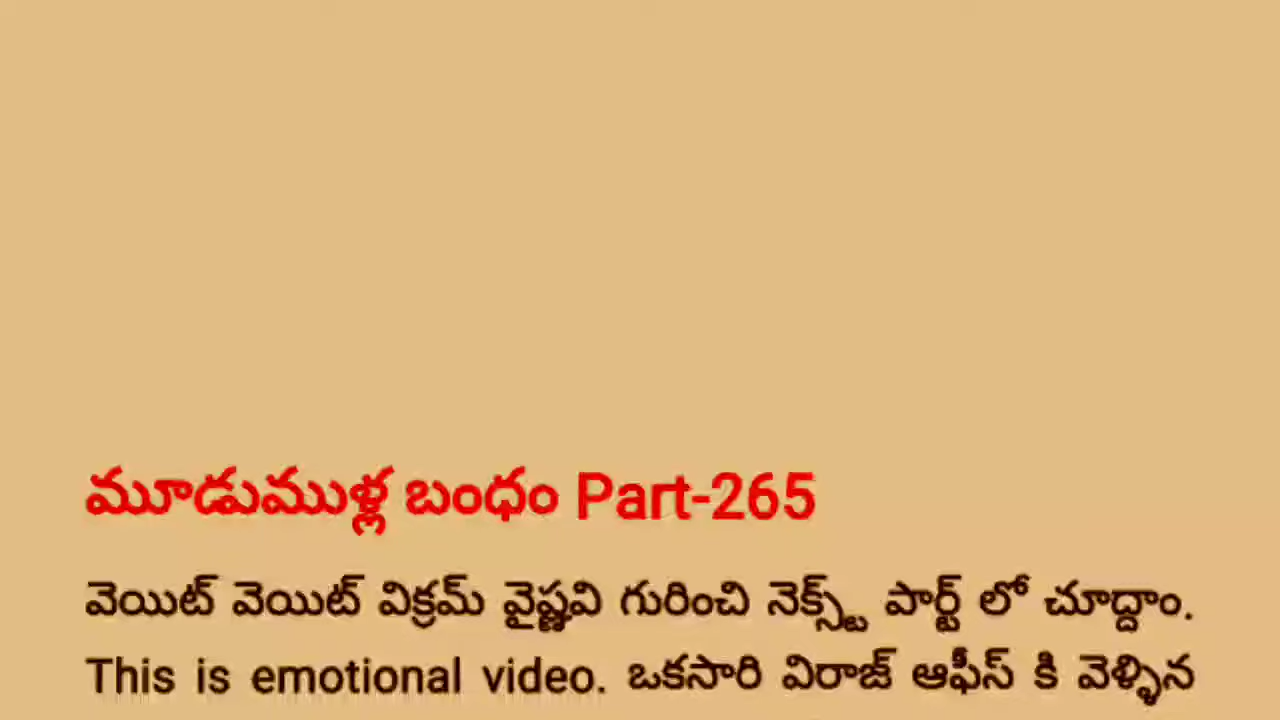 మూడుముళ్ల బంధం Part-265
వెయిట్ వెయిట్ విక్రమ్ వైష్ణవి గురించి నెక్స్ట్ పార్ట్ లో చూద్దాం.
This is emotional video. ఒకసారి విరాజ్ ఆఫీస్ కి వెళ్ళిన